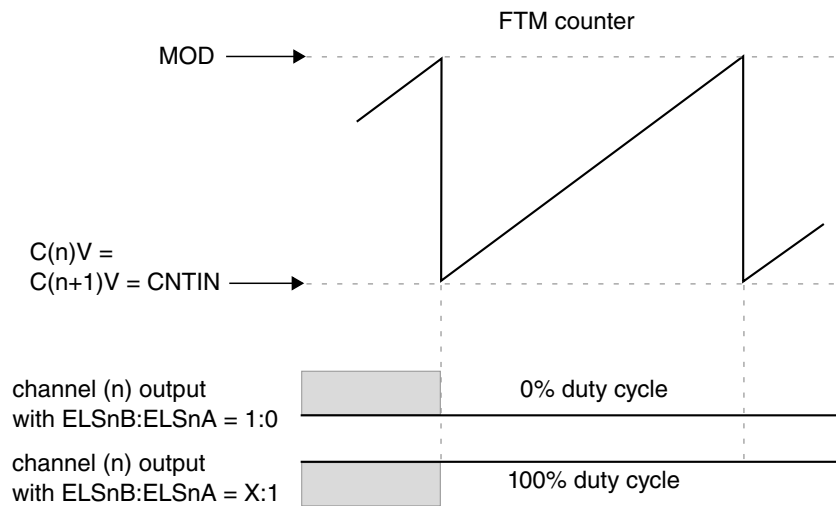 FTM counter
MOD
C(n)V =
C(n+1)V = CNTIN
channel (n) output
with ELSnB:ELSnA = 1:0
0% duty cycle
channel (n) output
with ELSnB:ELSnA = X:1
100% duty cycle